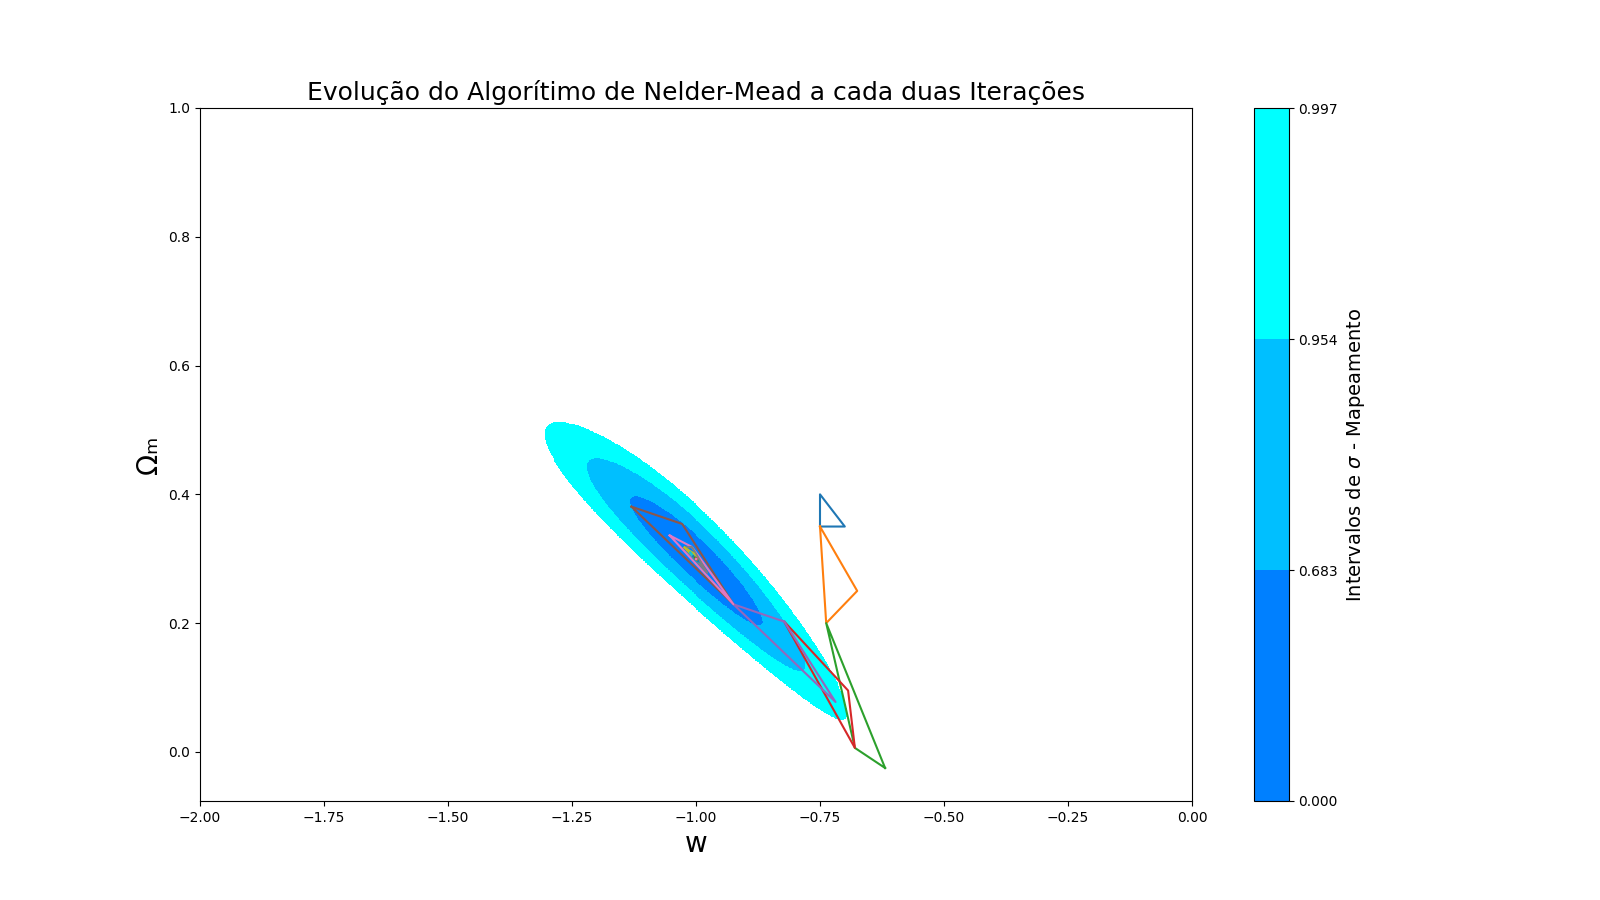 Evolução do Algorítimo de Nelder-Mead a cada duas Iterações
1.0
0.8
0.6
0.4
0.2
0.0
Ωₘ
−2.00 −1.75 −1.50 −1.25 −1.00 −0.75 −0.50 −0.25 0.00
w
0.997
0.954
0.683
0.000
Intervalos de σ - Mapeamento